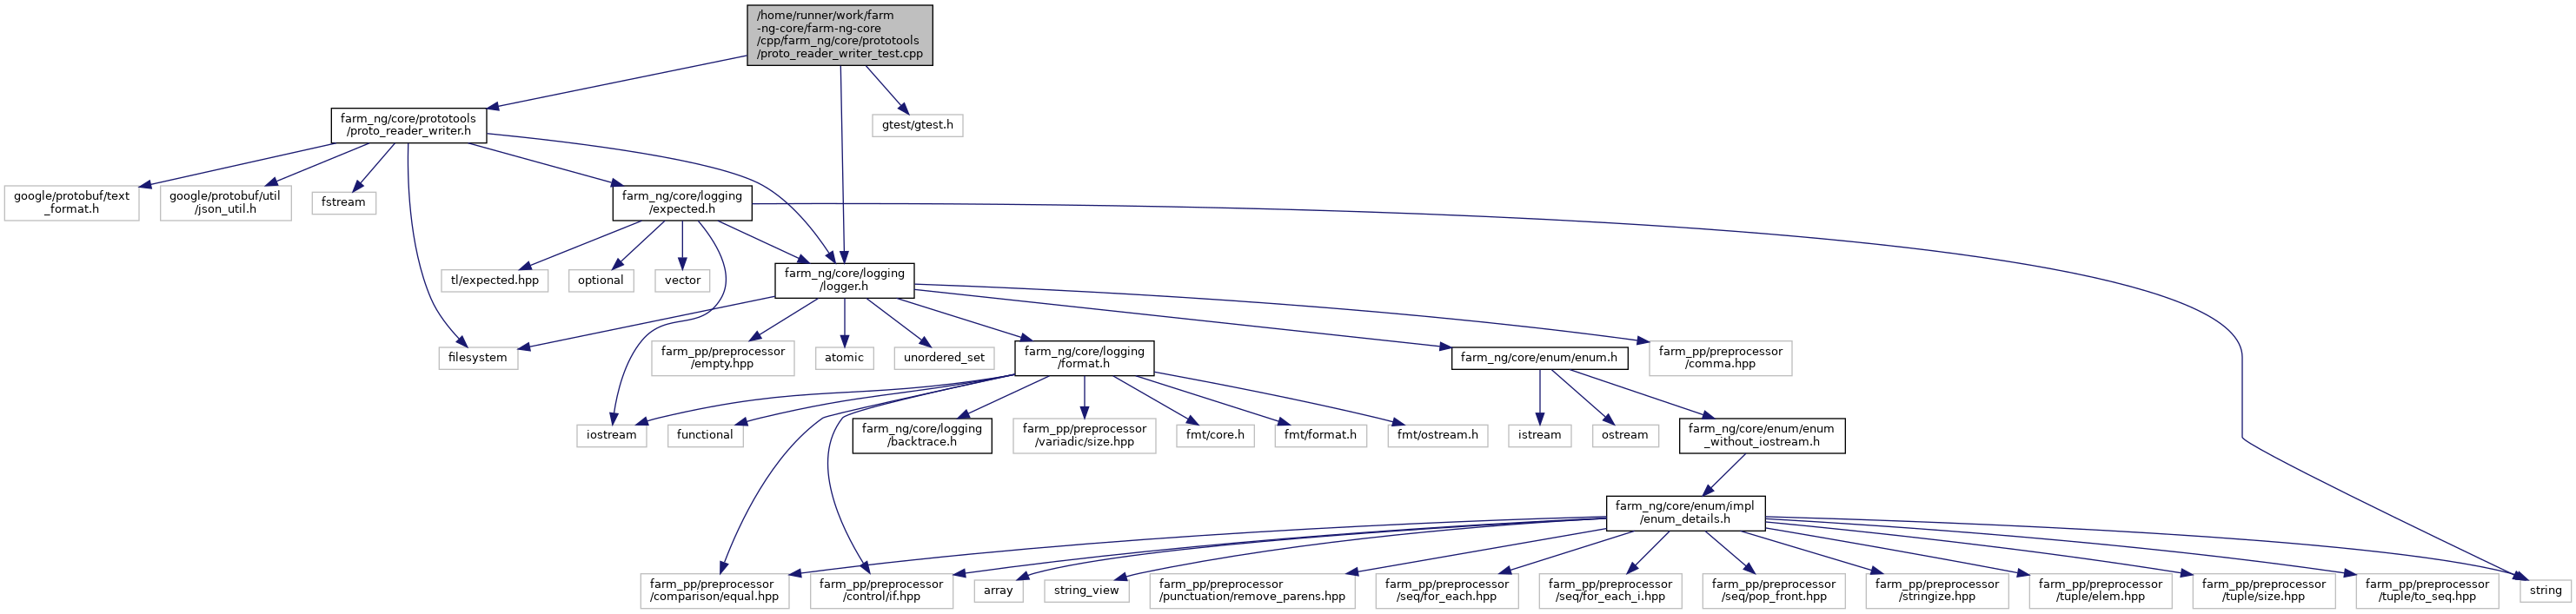 /home/runner/work/farm
-ng-core/farm-ng-core
/cpp/farm_ng/core/prototools
/proto_reader_writer_test.cpp
farm_ng/core/prototools
/proto_reader_writer.h
gtest/gtest.h
google/protobuf/text
_format.h
google/protobuf/util
/json_util.h
fstream
farm_ng/core/logging
/expected.h
tl/expected.hpp
optional
vector
farm_ng/core/logging
/logger.h
filesystem
farm_pp/preprocessor
/empty.hpp
atomic
unordered_set
farm_ng/core/logging
/format.h
farm_ng/core/enum/enum.h
farm_pp/preprocessor
/comma.hpp
iostream
functional
farm_ng/core/logging
/backtrace.h
farm_pp/preprocessor
/variadic/size.hpp
fmt/core.h
fmt/format.h
fmt/ostream.h
istream
ostream
farm_ng/core/enum/enum
_without_iostream.h
farm_ng/core/enum/impl
/enum_details.h
farm_pp/preprocessor
/comparison/equal.hpp
farm_pp/preprocessor
/control/if.hpp
array
string_view
farm_pp/preprocessor
/punctuation/remove_parens.hpp
farm_pp/preprocessor
/seq/for_each.hpp
farm_pp/preprocessor
/seq/for_each_i.hpp
farm_pp/preprocessor
/seq/pop_front.hpp
farm_pp/preprocessor
/stringize.hpp
farm_pp/preprocessor
/tuple/elem.hpp
farm_pp/preprocessor
/tuple/size.hpp
farm_pp/preprocessor
/tuple/to_seq.hpp
string